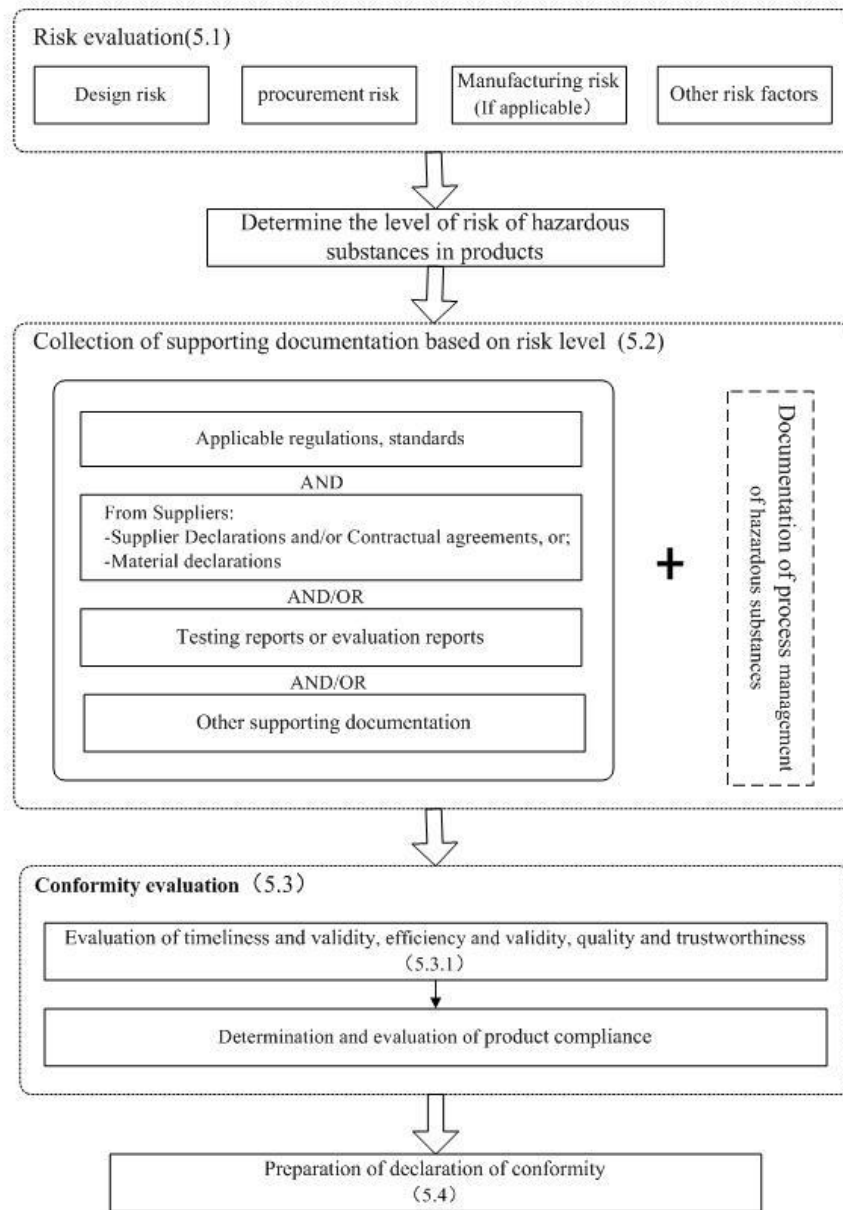 Risk evaluation(5.1)
Design risk
procurement risk
Manufacturing risk
(If applicable）
Other risk factors
Determine the level of risk of hazardous
substances in products
Collection of supporting documentation based on risk level（5.2)
Applicable regulations, standards
AND
From Suppliers:
-Supplier Declarations and/or Contractual agreements, or;
-Material declarations
AND/OR
Testing reports or evaluation reports
AND/OR
Other supporting documentation
+
Documentation of process management
of hazardous substances
Conformity evaluation（5.3）
Evaluation of timeliness and validity, efficiency and validity, quality and trustworthiness
（5.3.1）
Determination and evaluation of product compliance
Preparation of declaration of conformity
（5.4）